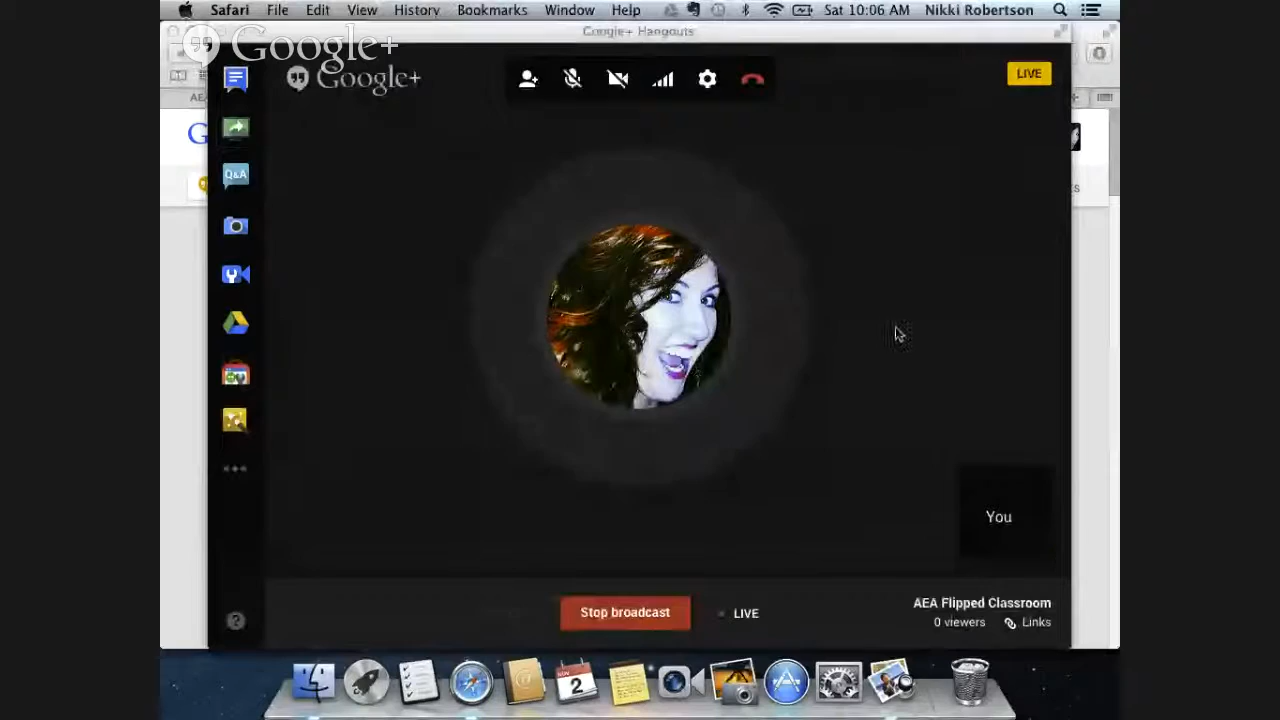 Safari File Edit View History Bookmarks Window Help Sat 10:06 AM Nikki Robertson
Google+ Hangouts
Google+
Google+
LIVE
AEA
G
Q&A
s
You
Stop broadcast
LIVE
AEA Flipped Classroom
0 viewers Links
?
2